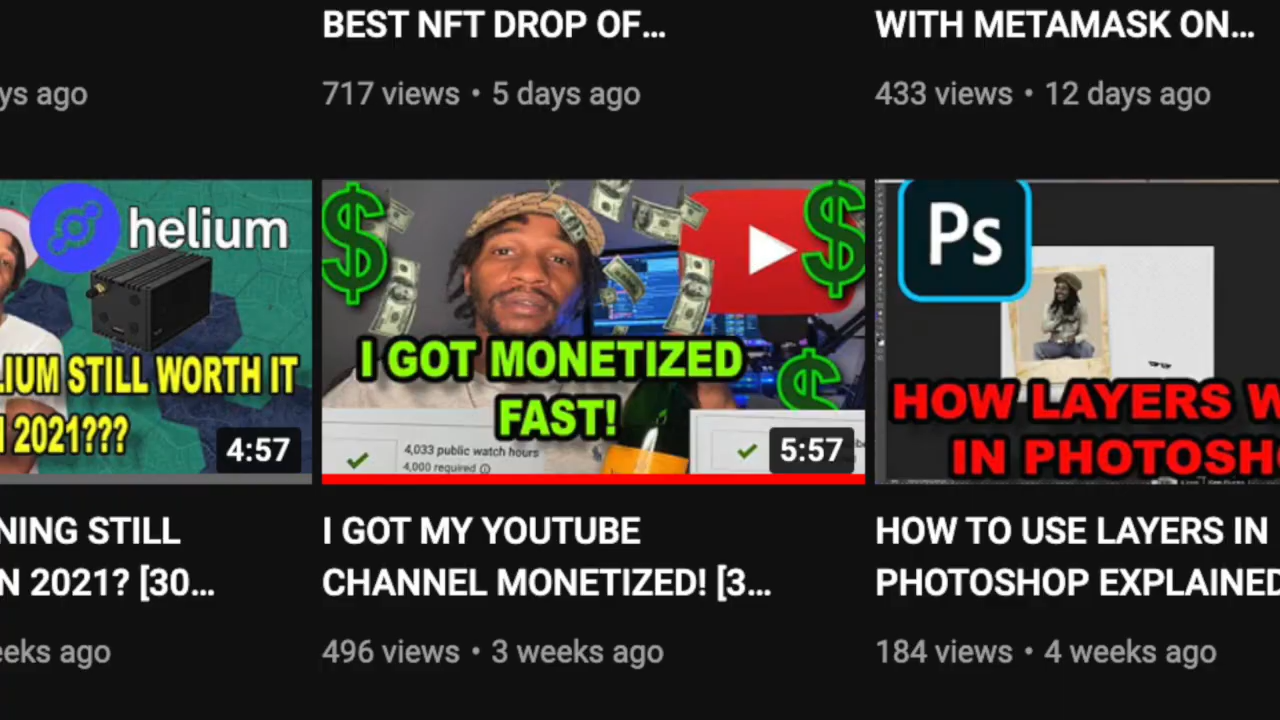 BEST NFT DROP OF...
WITH METAMASK ON...
ys ago
717 views • 5 days ago
433 views • 12 days ago
helium
LIUM STILL WORTH IT
2021???
4:57
$
$
I GOT MONETIZED
FAST!
$
4,033 public watch hours
4,000 required
5:57
Ps
HOW LAYERS W
IN PHOTOSH
NING STILL
N 2021? [30...
I GOT MY YOUTUBE
CHANNEL MONETIZED! [3...
HOW TO USE LAYERS IN
PHOTOSHOP EXPLAINED
eeks ago
496 views • 3 weeks ago
184 views • 4 weeks ago